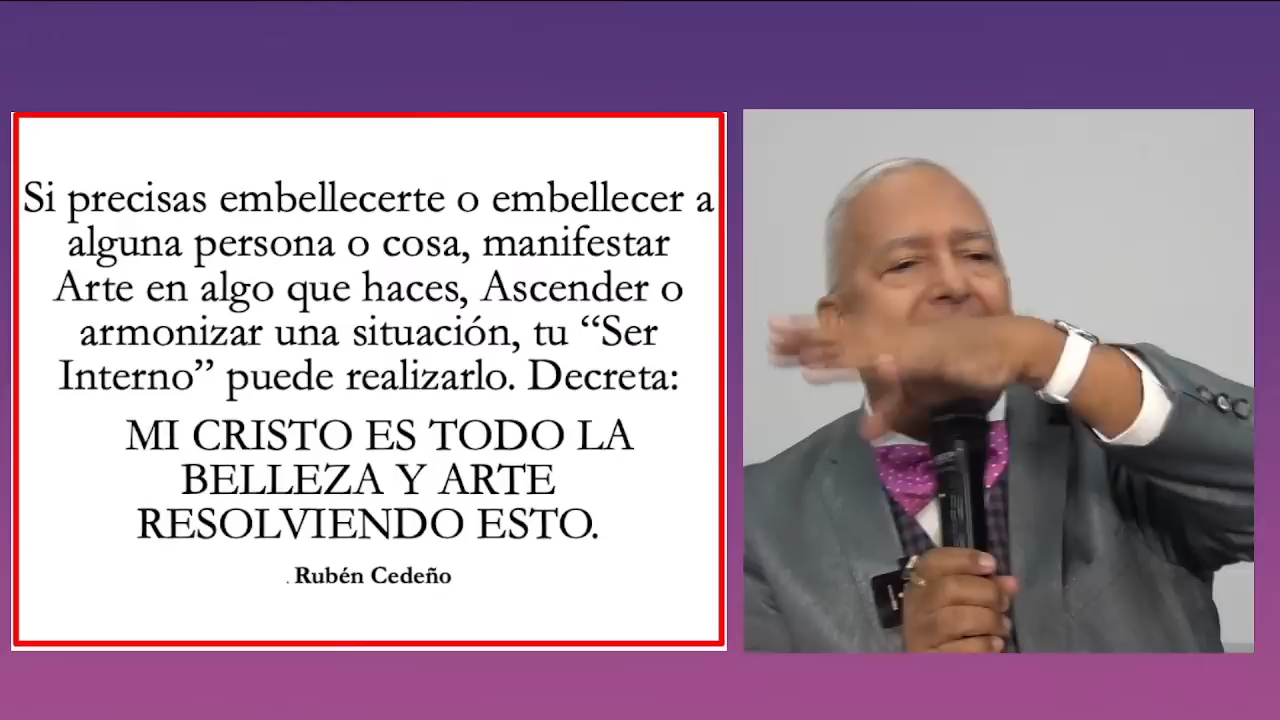 Si precisas embellecerte o embellecer a
alguna persona o cosa, manifestar
Arte en algo que haces, Ascender o
armonizar una situación, tu “Ser
Interno” puede realizarlo. Decreta:
MI CRISTO ES TODO LA
BELLEZA Y ARTE
RESOLVIENDO ESTO.
. Rubén Cedeño